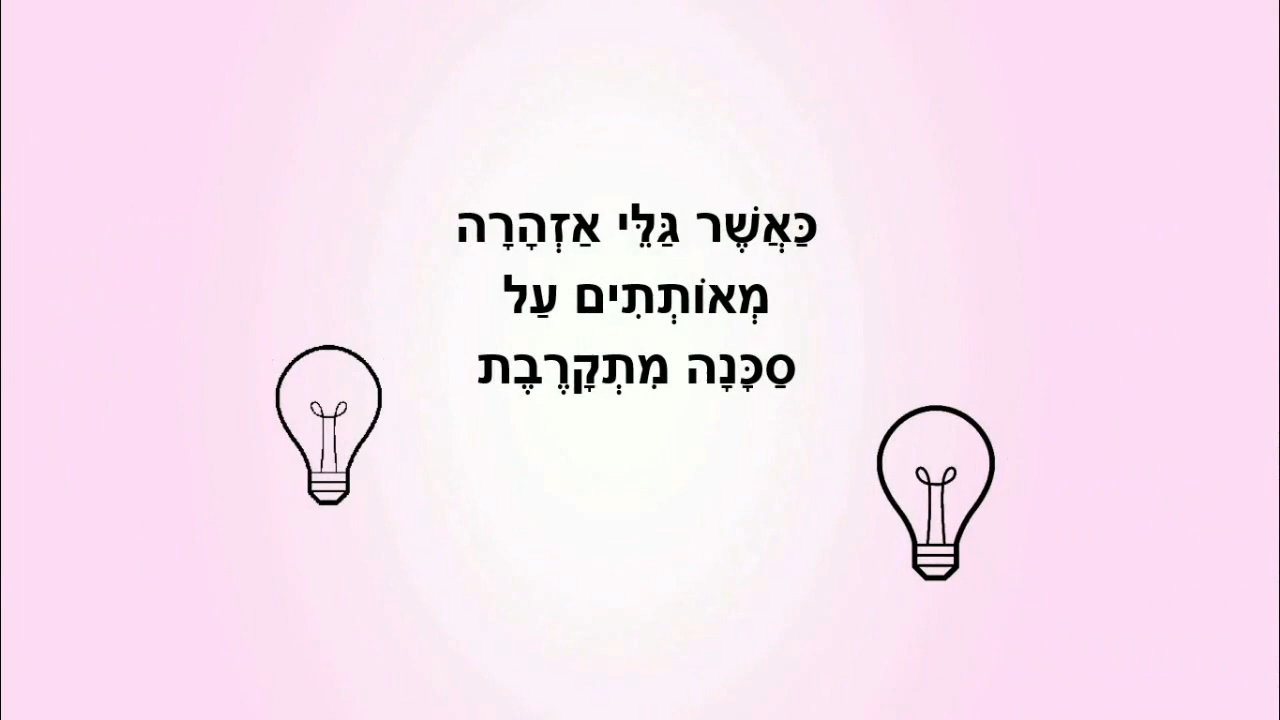 כַּאֲשֶׁר גַּלֵּי אַזְהָרָה
מְאוֹתְתִים עַל
סַכָּנָה מִתְקָרֶבֶת